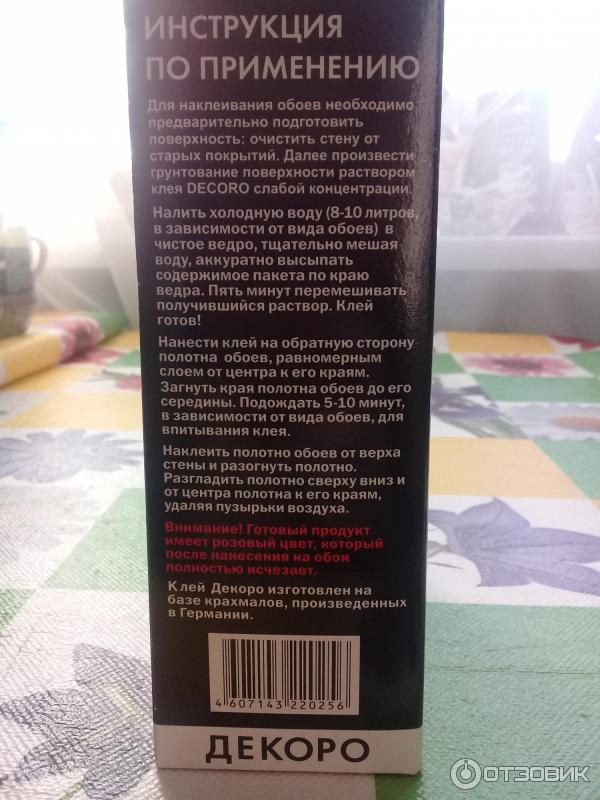 ИНСТРУКЦИЯ
ПО ПРИМЕНЕНИЮ
Для наклеивания обоев необходимо
предварительно подготовить
поверхность: очистить стену от
старых покрытий. Далее произвести
грунтование поверхности раствором
клея DECORO слабой концентрации.
Налить холодную воду (8-10 литров,
в зависимости от вида обоев) в
чистое ведро, тщательно мешая
воду, аккуратно высыпать
содержимое пакета по краю
ведра. Пять минут перемешивать
получившийся раствор. Клей
готов!
Нанести клей на обратную сторону
полотна обоев, равномерным
слоем от центра к его краям.
Загнуть края полотна обоев до его
середины. Подождать 5-10 минут,
в зависимости от вида обоев, для
впитывания клея.
Наклеить полотно обоев от верха
стены и разогнуть полотно.
Разгладить полотно сверху вниз и
от центра полотна к его краям,
удаляя пузырьки воздуха.
Внимание! Готовый продукт
имеет розовый цвет, который
после нанесения на обои
полностью исчезает.
Клей Декоро изготовлен на
базе крахмалов, произведенных
в Германии.
4607143220256
ДЕКОРО
ОТЗОВИК